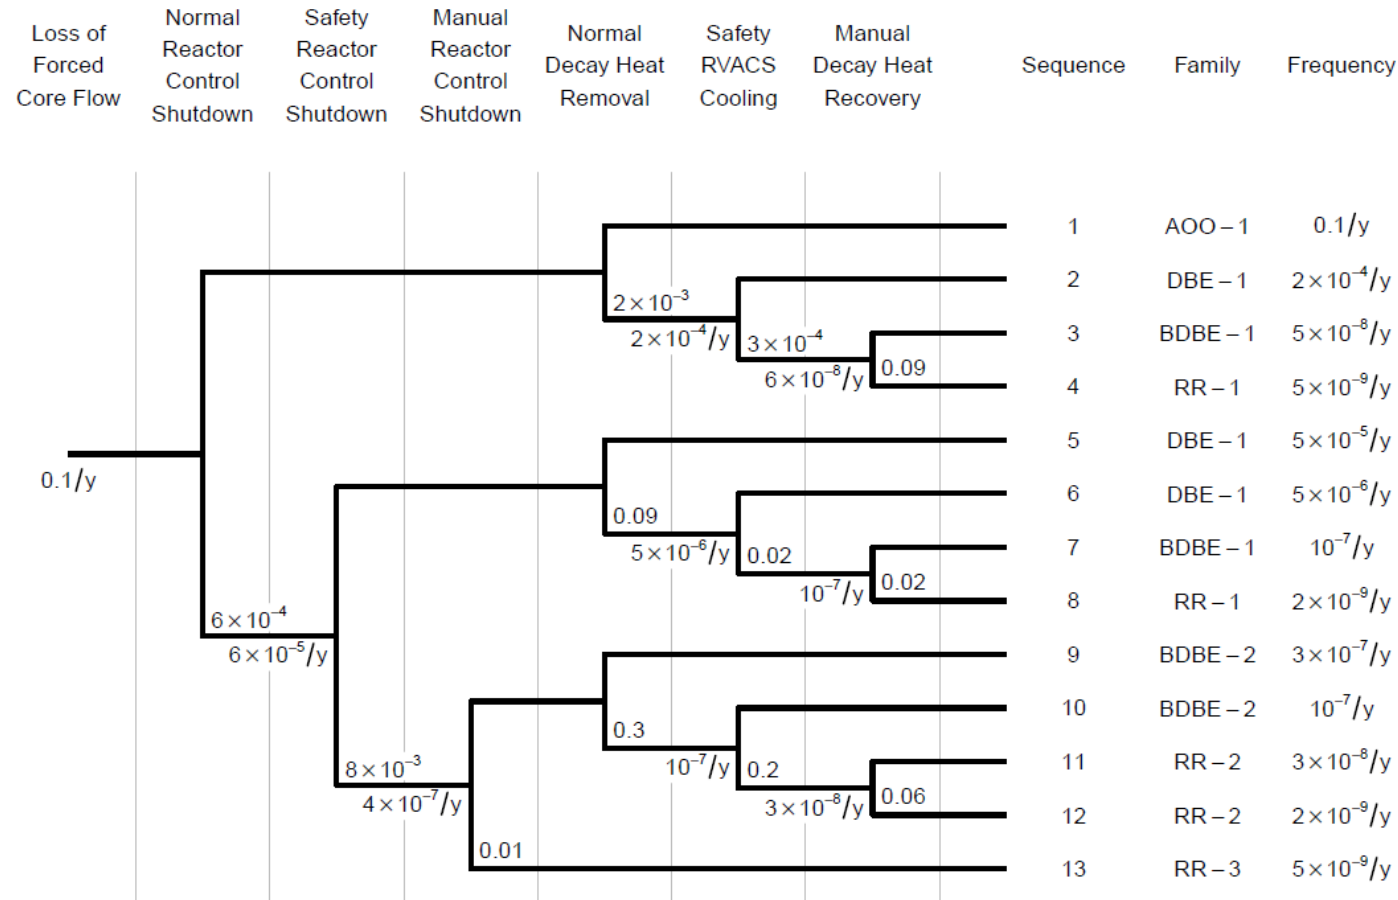 Loss of
Forced
Core Flow
Normal
Reactor
Control
Shutdown
Safety
Reactor
Control
Shutdown
Manual
Reactor
Control
Shutdown
Normal
Decay Heat
Removal
Safety
RVACS
Cooling
Manual
Decay Heat
Recovery
Sequence
Family
Frequency
1 AOO – 1 0.1/y
2 DBE – 1 2×10⁻⁴/y
2×10⁻³
2×10⁻⁴/y
3×10⁻⁴
3 BDBE – 1 5×10⁻⁸/y
6×10⁻⁸/y
0.09
4 RR – 1 5×10⁻⁹/y
5 DBE – 1 5×10⁻⁵/y
0.1/y
6 DBE – 1 5×10⁻⁶/y
0.09
5×10⁻⁶/y
0.02
7 BDBE – 1 10⁻⁷/y
10⁻⁷/y
0.02
8 RR – 1 2×10⁻⁹/y
6×10⁻⁴
6×10⁻⁵/y
9 BDBE – 2 3×10⁻⁷/y
10 BDBE – 2 10⁻⁷/y
0.3
10⁻⁷/y
0.2
11 RR – 2 3×10⁻⁸/y
8×10⁻³
4×10⁻⁷/y
3×10⁻⁸/y
0.06
12 RR – 2 2×10⁻⁹/y
0.01
13 RR – 3 5×10⁻⁹/y